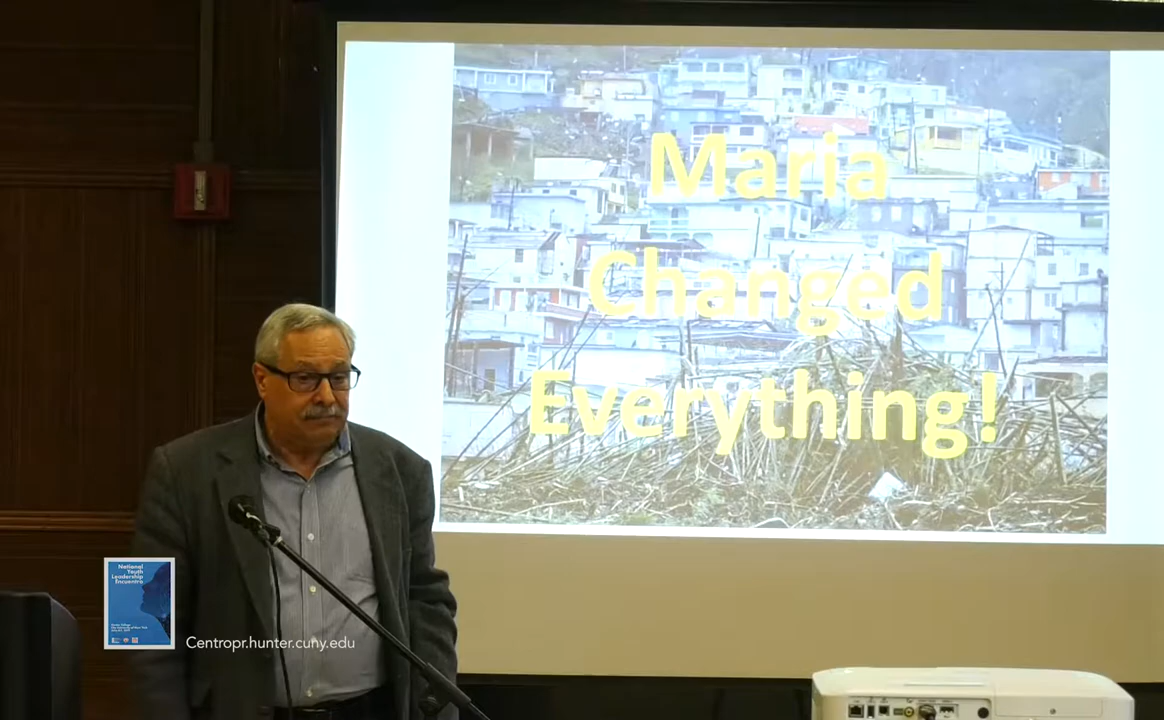 Maria
Changed
Everything!
National
Youth
Leadership
Encuentro
Centropr.hunter.cuny.edu